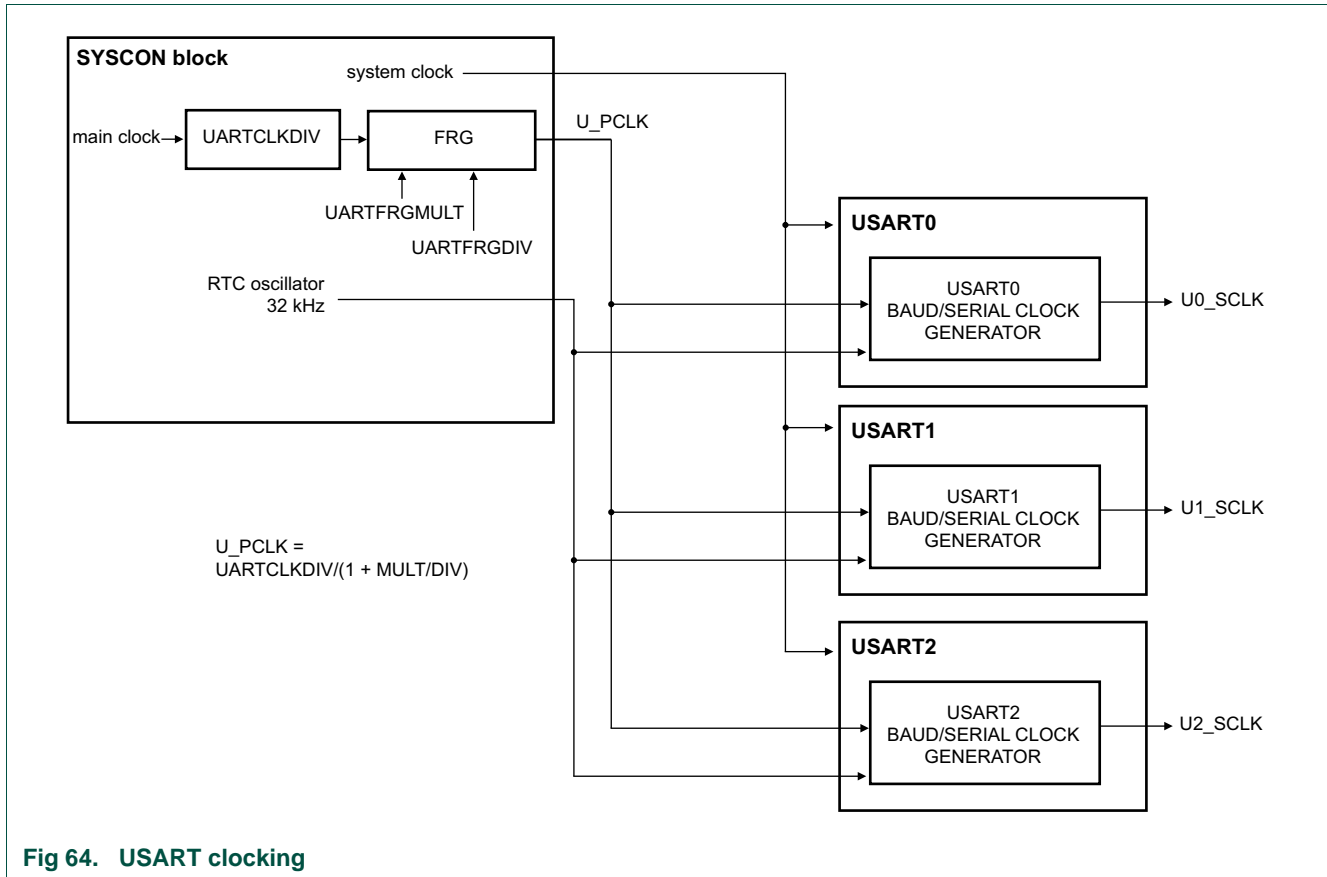 SYSCON block
system clock
main clock
UARTCLKDIV
FRG
U_PCLK
UARTFRGMULT
UARTFRGDIV
RTC oscillator
32 kHz
USART0
USART0
BAUD/SERIAL CLOCK
GENERATOR
U0_SCLK
USART1
USART1
BAUD/SERIAL CLOCK
GENERATOR
U1_SCLK
U_PCLK =
UARTCLKDIV/(1 + MULT/DIV)
USART2
USART2
BAUD/SERIAL CLOCK
GENERATOR
U2_SCLK
Fig 64. USART clocking